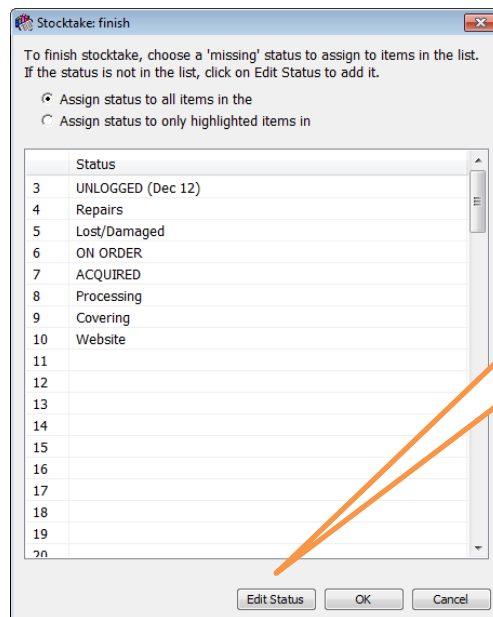 Stocktake: finish
To finish stocktake, choose a 'missing' status to assign to items in the list.
If the status is not in the list, click on Edit Status to add it.
Assign status to all items in the
Assign status to only highlighted items in
Status
3 UNLOGGED (Dec 12)
4 Repairs
5 Lost/Damaged
6 ON ORDER
7 ACQUIRED
8 Processing
9 Covering
10 Website
11
12
13
14
15
16
17
18
19
20
Edit Status OK Cancel